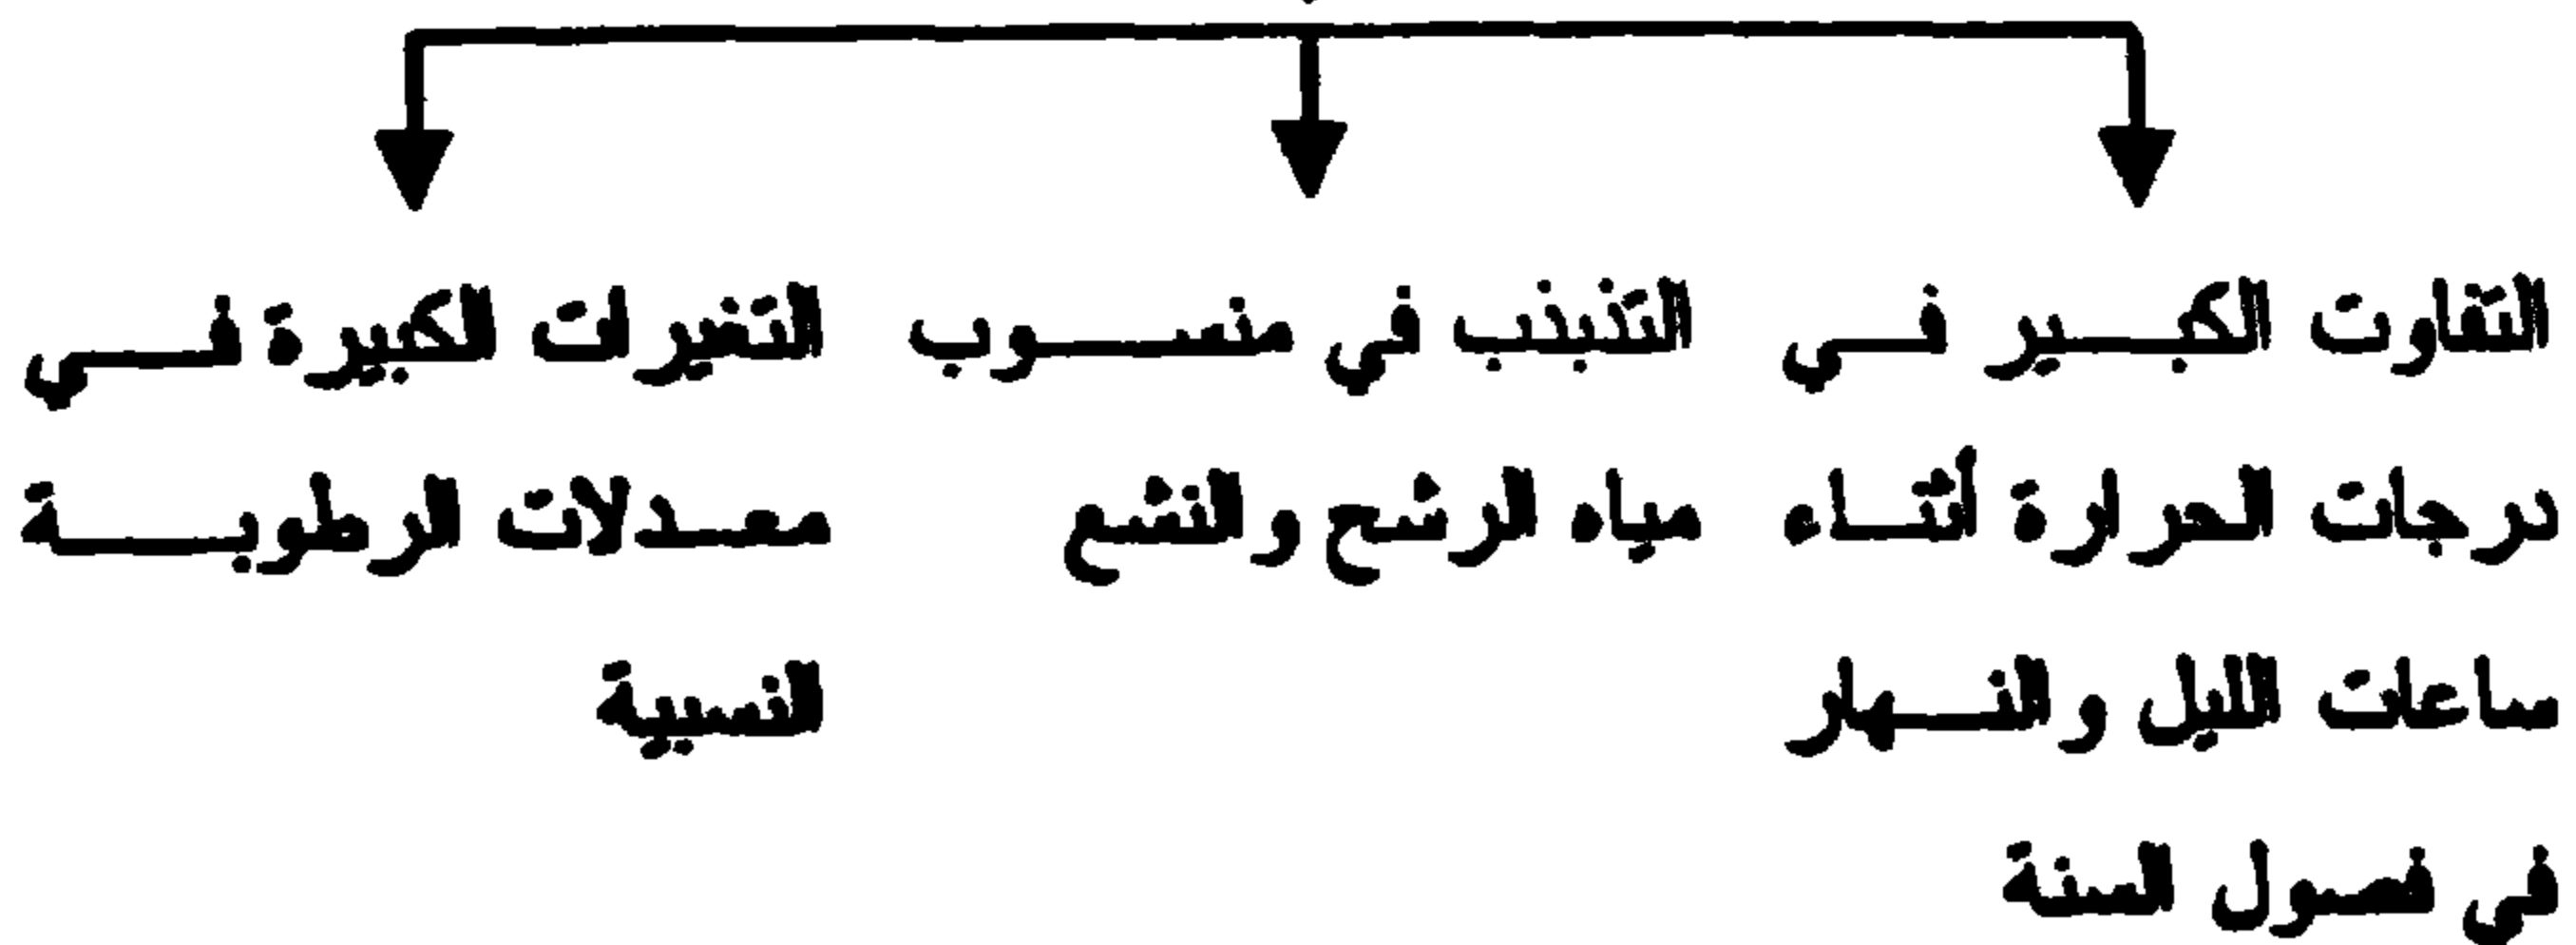 التفاوت الكبير في
درجات الحرارة أثناء
ساعات الليل والنهار
في فصول السنة
التذبذب في منسوب
مياه الرشح والنشع
التغيرات الكبيرة في
معدلات الرطوبة
النسبية